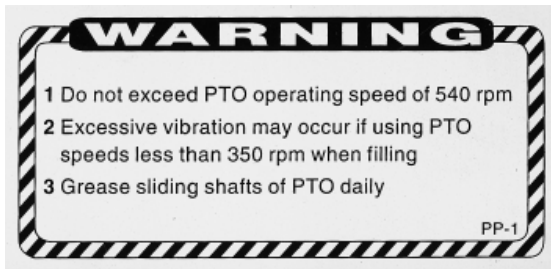 WARNING
1 Do not exceed PTO operating speed of 540 rpm
2 Excessive vibration may occur if using PTO
speeds less than 350 rpm when filling
3 Grease sliding shafts of PTO daily
PP-1